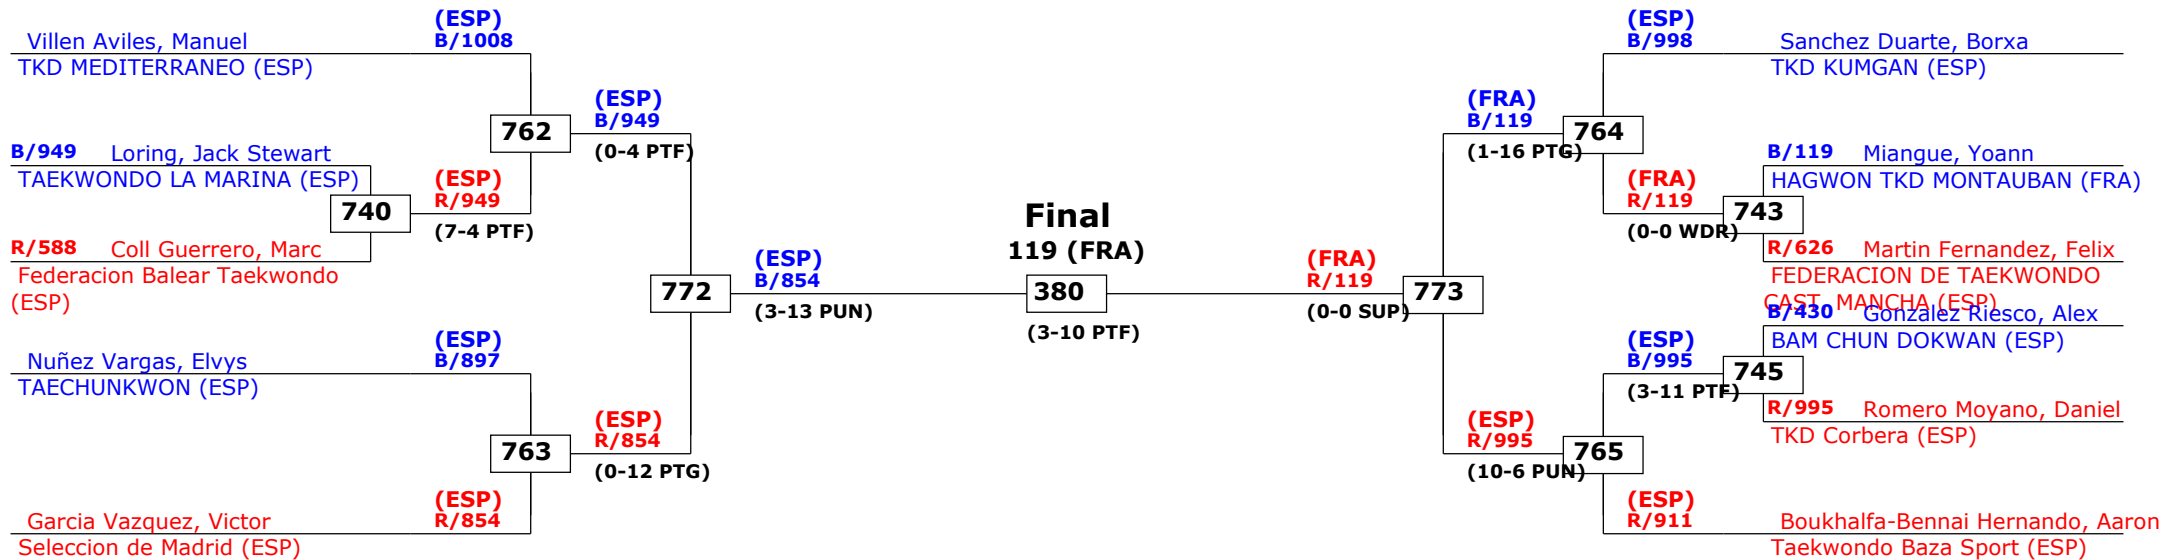 (ESP)
B/1008
Villen Aviles, Manuel
TKD MEDITERRANEO (ESP)
762
(ESP)
B/949
(0-4 PTF)
B/949 Loring, Jack Stewart
TAEKWONDO LA MARINA (ESP)
740
(ESP)
R/949
(7-4 PTF)
R/588 Coll Guerrero, Marc
Federacion Balear Taekwondo
(ESP)
772
(ESP)
B/854
(3-13 PUN)
(ESP)
B/897
Nuñez Vargas, Elvys
TAECHUNKWON (ESP)
763
(ESP)
R/854
(0-12 PTG)
(ESP)
R/854
Garcia Vazquez, Victor
Seleccion de Madrid (ESP)
Final
119 (FRA)
380
(3-10 PTF)
(FRA)
R/119
(0-0 SUP)
773
(FRA)
B/119
(1-16 PTG)
764
(ESP)
B/998
Sanchez Duarte, Borxa
TKD KUMGAN (ESP)
(FRA)
R/119
(0-0 WDR)
743
B/119 Miangue, Yoann
HAGWON TKD MONTAUBAN (FRA)
R/626 Martin Fernandez, Felix
FEDERACION DE TAEKWONDO
CAST. MANCHA (ESP)
B/430 Gonzalez Riesco, Alex
BAM CHUN DOKWAN (ESP)
(ESP)
B/995
(3-11 PTF)
745
R/995 Romero Moyano, Daniel
TKD Corbera (ESP)
(ESP)
R/995
(10-6 PUN)
765
(ESP)
R/911
Boukhalfa-Bennai Hernando, Aaron
Taekwondo Baza Sport (ESP)